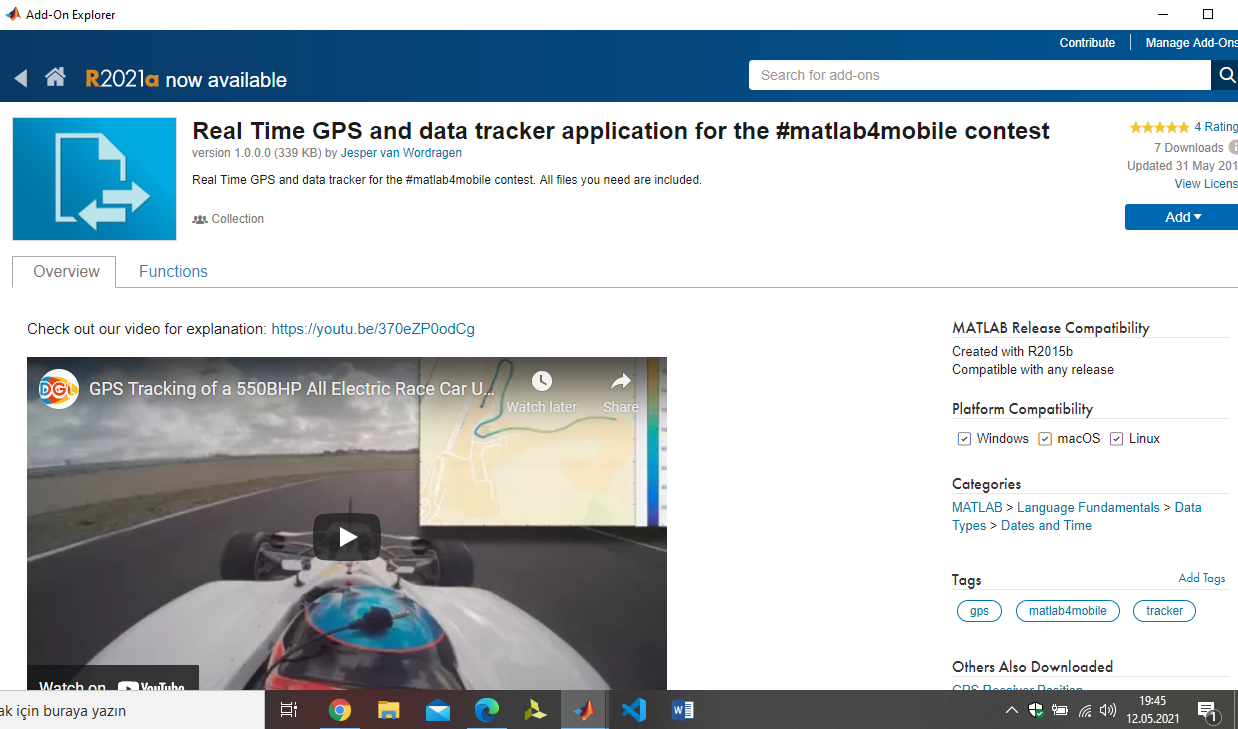 Add-On Explorer
Contribute
Manage Add-Ons
R2021a now available
Search for add-ons
Real Time GPS and data tracker application for the #matlab4mobile contest
version 1.0.0.0 (339 KB) by Jesper van Wordragen
Real Time GPS and data tracker for the #matlab4mobile contest. All files you need are included.
Collection
4 Rating
7 Downloads
Updated 31 May 201
View Licens
Add
Overview
Functions
Check out our video for explanation: https://youtu.be/370eZP0odCg
DGL
GPS Tracking of a 550BHP All Electric Race Car U...
Watch later
Share
Watch on YouTube
MATLAB Release Compatibility
Created with R2015b
Compatible with any release
Platform Compatibility
Windows macOS Linux
Categories
MATLAB > Language Fundamentals > Data
Types > Dates and Time
Tags
Add Tags
gps
matlab4mobile
tracker
Others Also Downloaded
GPS Receiver Position
ak için buraya yazın
19:45
12.05.2021
1